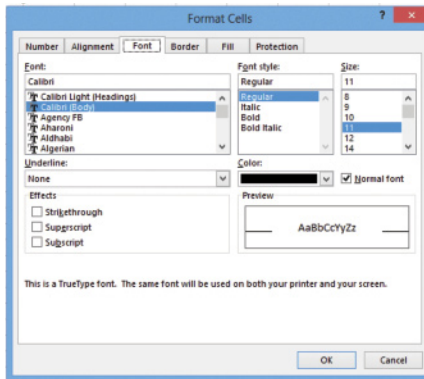 Format Cells
?
Number Alignment Font Border Fill Protection
Font: Font style: Size:
Calibri Regular 11
Calibri Light (Headings) Regular 8
Calibri (Body) Italic 9
Agency FB Bold 10
Aharoni Bold Italic 11
Aldhabi 12
Algerian 14
Underline: Color:
None Normal font
Effects Preview
Strikethrough
Superscript AaBbCcYyZz
Subscript
This is a TrueType font. The same font will be used on both your printer and your screen.
OK Cancel